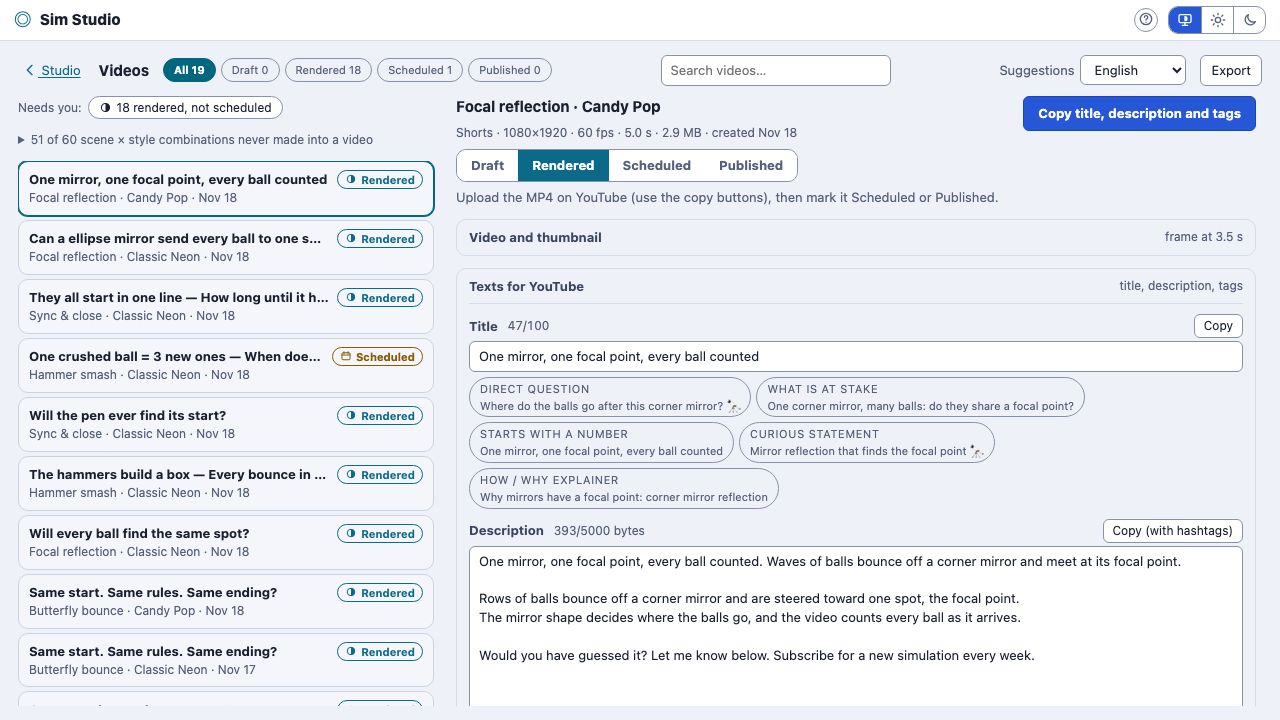 Sim Studio
Studio
Videos
All 19
Draft 0
Rendered 18
Scheduled 1
Published 0
Search videos...
Suggestions
English
Export
Needs you:
18 rendered, not scheduled
51 of 60 scene × style combinations never made into a video
One mirror, one focal point, every ball counted
Rendered
Focal reflection · Candy Pop · Nov 18
Can a ellipse mirror send every ball to one s...
Rendered
Focal reflection · Classic Neon · Nov 18
They all start in one line — How long until it h...
Rendered
Sync & close · Classic Neon · Nov 18
One crushed ball = 3 new ones — When doe...
Scheduled
Hammer smash · Classic Neon · Nov 18
Will the pen ever find its start?
Rendered
Sync & close · Classic Neon · Nov 18
The hammers build a box — Every bounce in ...
Rendered
Hammer smash · Classic Neon · Nov 18
Will every ball find the same spot?
Rendered
Focal reflection · Classic Neon · Nov 18
Same start. Same rules. Same ending?
Rendered
Butterfly bounce · Candy Pop · Nov 18
Same start. Same rules. Same ending?
Rendered
Butterfly bounce · Classic Neon · Nov 17
Focal reflection · Candy Pop
Copy title, description and tags
Shorts · 1080×1920 · 60 fps · 5.0 s · 2.9 MB · created Nov 18
Draft
Rendered
Scheduled
Published
Upload the MP4 on YouTube (use the copy buttons), then mark it Scheduled or Published.
Video and thumbnail
frame at 3.5 s
Texts for YouTube
title, description, tags
Title 47/100
Copy
One mirror, one focal point, every ball counted
DIRECT QUESTION
Where do the balls go after this corner mirror?
WHAT IS AT STAKE
One corner mirror, many balls: do they share a focal point?
STARTS WITH A NUMBER
One mirror, one focal point, every ball counted
CURIOUS STATEMENT
Mirror reflection that finds the focal point
HOW / WHY EXPLAINER
Why mirrors have a focal point: corner mirror reflection
Description 393/5000 bytes
Copy (with hashtags)
One mirror, one focal point, every ball counted. Waves of balls bounce off a corner mirror and meet at its focal point.
Rows of balls bounce off a corner mirror and are steered toward one spot, the focal point.
The mirror shape decides where the balls go, and the video counts every ball as it arrives.
Would you have guessed it? Let me know below. Subscribe for a new simulation every week.